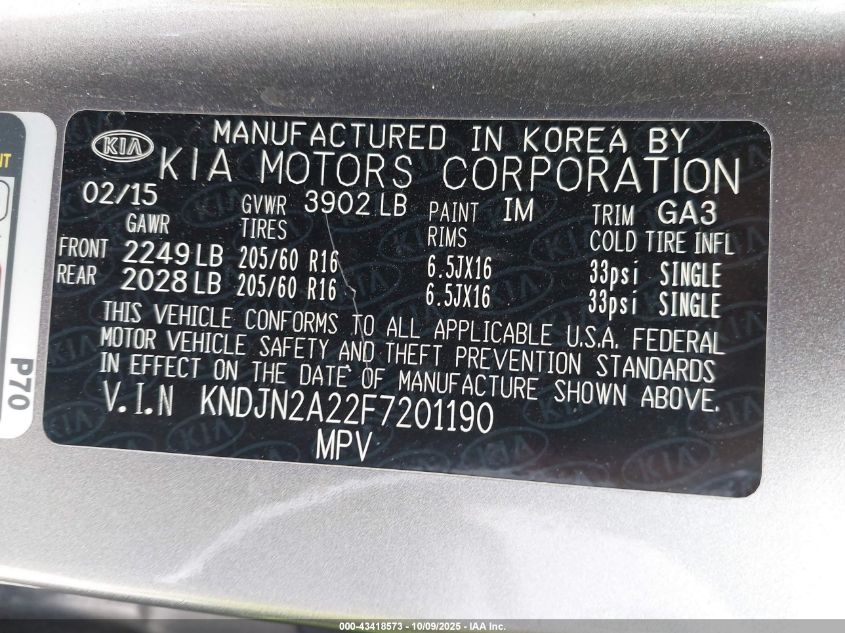 MANUFACTURED IN KOREA BY
KIA KIA MOTORS CORPORATION
02/15 GVWR 3902 LB PAINT IM TRIM GA3
GAWR TIRES RIMS COLD TIRE INFL
FRONT 2249 LB 205/60 R16 6.5JX16 33psi SINGLE
REAR 2028 LB 205/60 R16 6.5JX16 33psi SINGLE
THIS VEHICLE CONFORMS TO ALL APPLICABLE U.S.A. FEDERAL
MOTOR VEHICLE SAFETY AND THEFT PREVENTION STANDARDS
IN EFFECT ON THE DATE OF MANUFACTURE SHOWN ABOVE.
V.I.N KNDJN2A22F7201190
MPV
P70
000-43418573 | 10/09/2025 - IAA Inc.